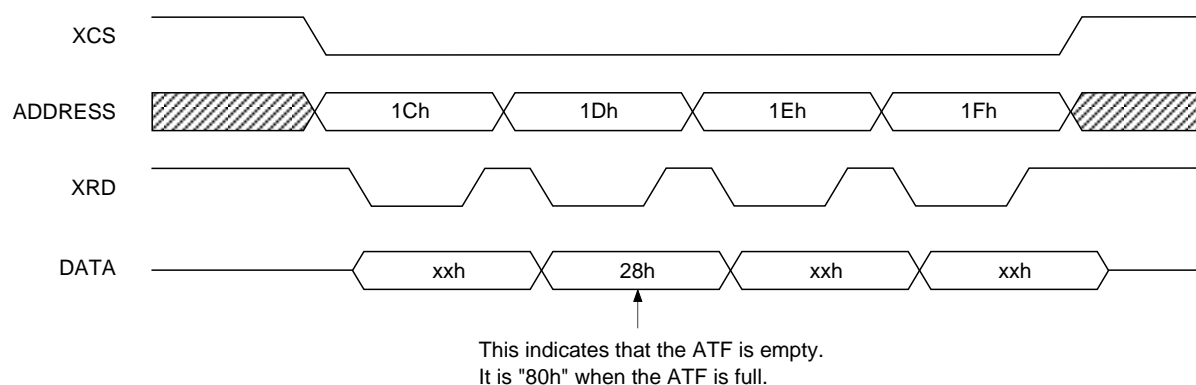 XCS
ADDRESS 1Ch 1Dh 1Eh 1Fh
XRD
DATA xxh 28h xxh xxh
This indicates that the ATF is empty.
It is "80h" when the ATF is full.